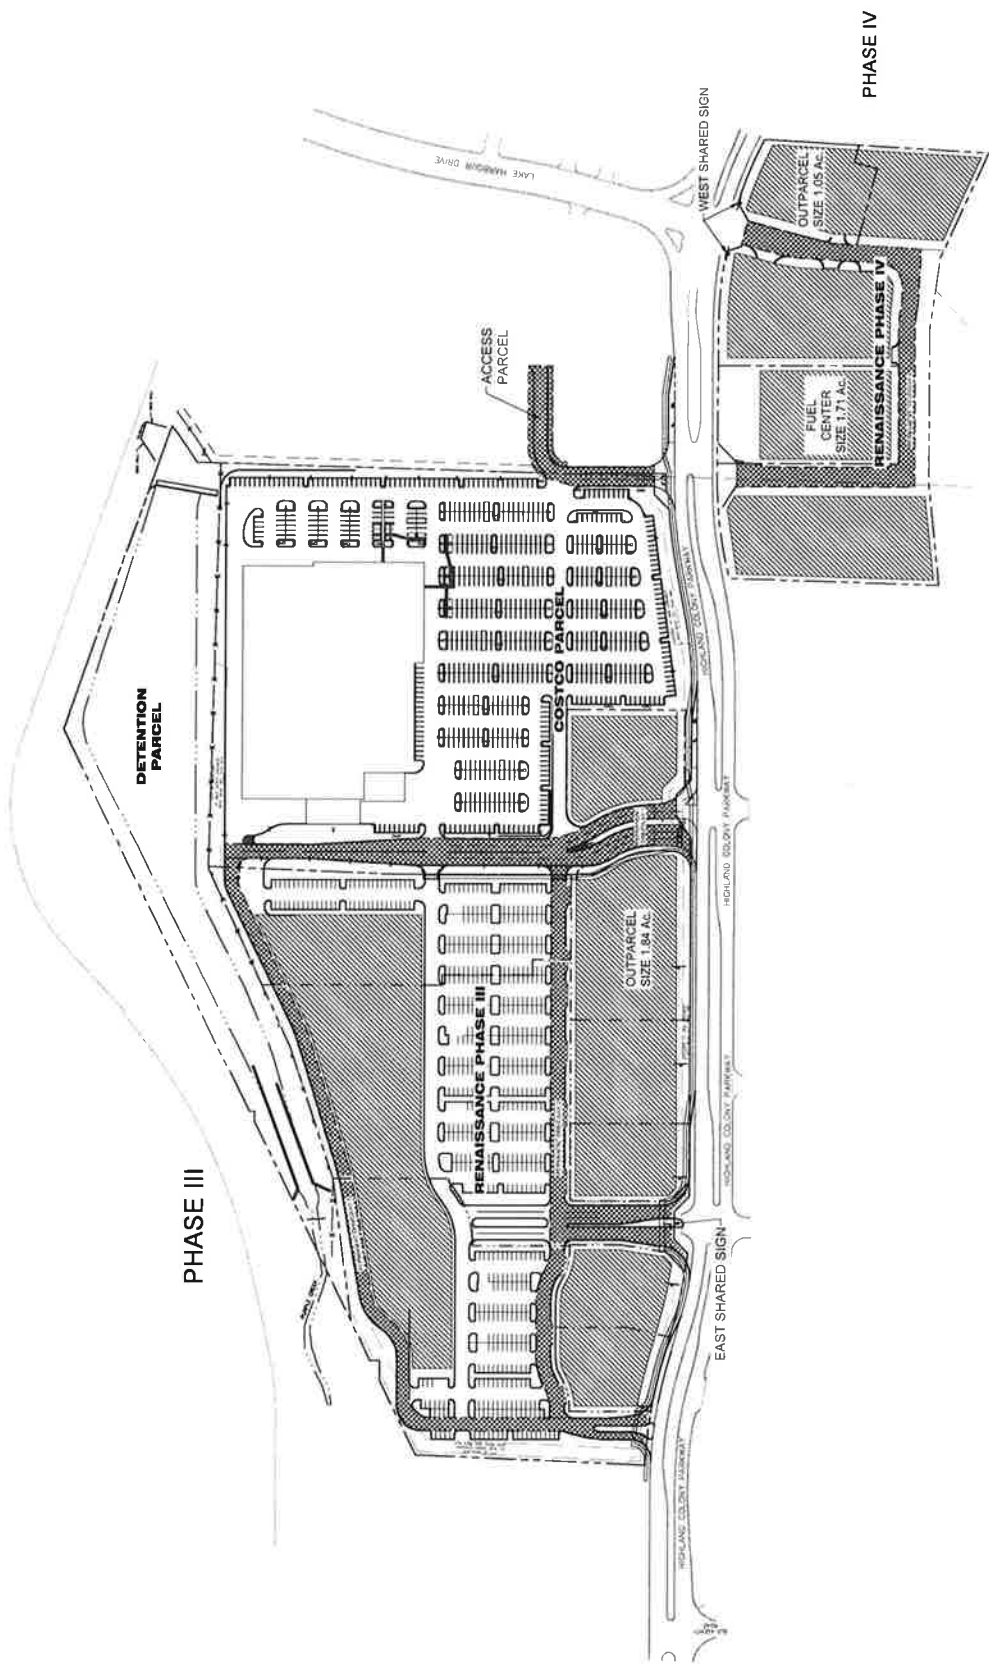 PHASE IV
WEST SHARED SIGN
LAKE HARBOUR DRIVE
OUTPARCEL
SIZE 1.05 Ac.
RENAISSANCE PHASE IV
FUEL
CENTER
SIZE 1.71 Ac.
ACCESS
PARCEL
HIGHLAND COLONY PARKWAY
COSTCO PARCEL
DETENTION
PARCEL
HIGHLAND COLONY PARKWAY
OUTPARCEL
SIZE 1.84 Ac.
RENAISSANCE PHASE III
HIGHLAND COLONY PARKWAY
PHASE III
PURPLE CREEK
EAST SHARED SIGN
HIGHLAND COLONY PARKWAY